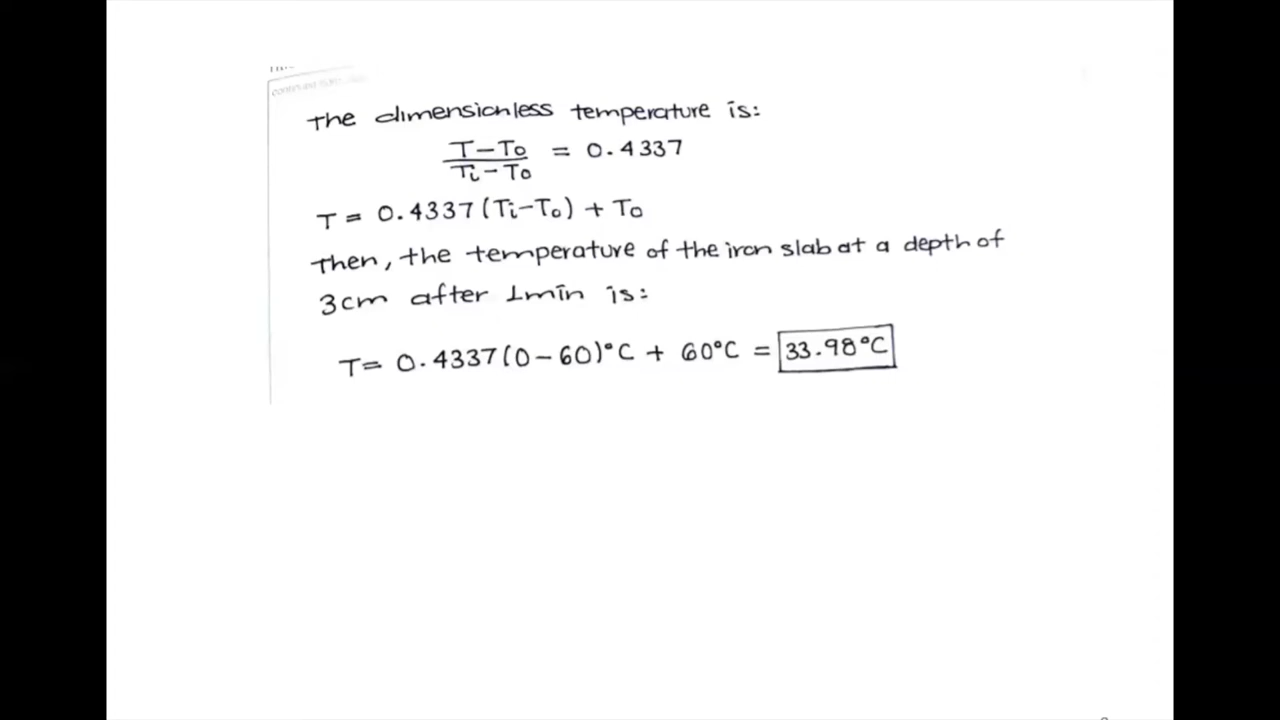 The dimensionless temperature is:
T-To / Ti-To = 0.4337
T = 0.4337(Ti-To) + To
Then, the temperature of the iron slab at a depth of
3cm after 1min is:
T= 0.4337(0-60)°C + 60°C = 33.98°C